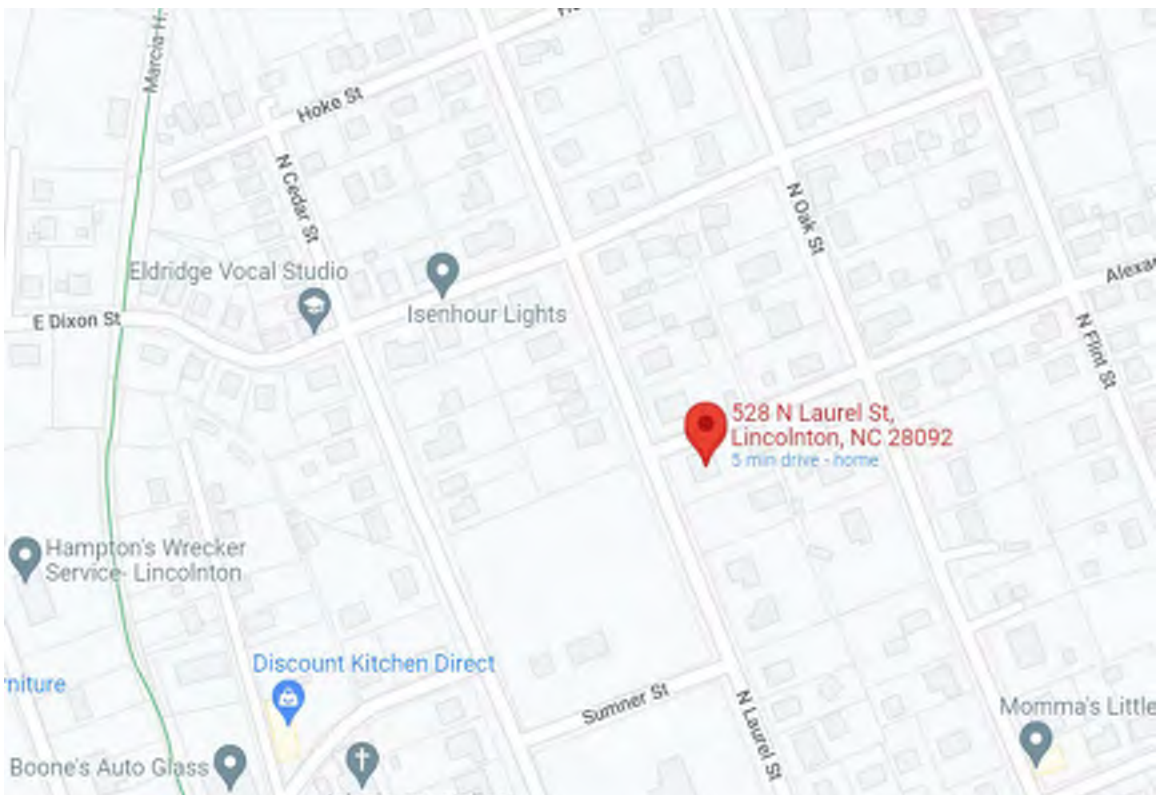 Marcia H.
Hoke St
N Cedar St
N Oak St
Eldridge Vocal Studio
Alexar
E Dixon St
Isenhour Lights
N Flint St
528 N Laurel St,
Lincolnton, NC 28092
5 min drive - home
Hampton's Wrecker
Service- Lincolnton
Discount Kitchen Direct
rniture
Sumner St
N Laurel St
Momma's Little
Boone's Auto Glass